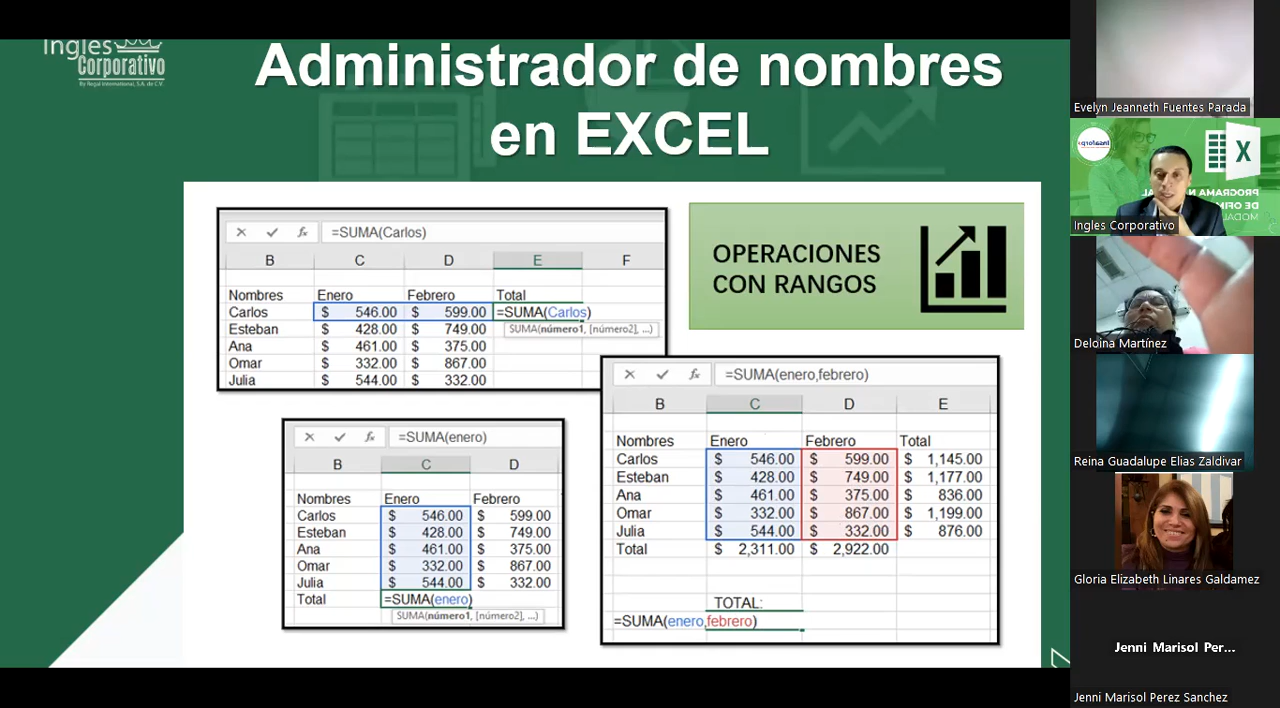 Ingles
Corporativo
By Regal International, S.A. de C.V.
Administrador de nombres
en EXCEL
=SUMA(Carlos)
B C D E F
Nombres Enero Febrero Total
Carlos $ 546.00 $ 599.00 =SUMA(Carlos)
Esteban $ 428.00 $ 749.00 SUMA(número1, [número2], ...)
Ana $ 461.00 $ 375.00
Omar $ 332.00 $ 867.00
Julia $ 544.00 $ 332.00
OPERACIONES
CON RANGOS
=SUMA(enero)
B C D
Nombres Enero Febrero
Carlos $ 546.00 $ 599.00
Esteban $ 428.00 $ 749.00
Ana $ 461.00 $ 375.00
Omar $ 332.00 $ 867.00
Julia $ 544.00 $ 332.00
Total =SUMA(enero)
SUMA(número1, [número2], ...)
=SUMA(enero,febrero)
B C D E
Nombres Enero Febrero Total
Carlos $ 546.00 $ 599.00 $ 1,145.00
Esteban $ 428.00 $ 749.00 $ 1,177.00
Ana $ 461.00 $ 375.00 $ 836.00
Omar $ 332.00 $ 867.00 $ 1,199.00
Julia $ 544.00 $ 332.00 $ 876.00
Total $ 2,311.00 $ 2,922.00
TOTAL:
=SUMA(enero,febrero)
Evelyn Jeanneth Fuentes Parada
X
PROGRAMA N
DE OFI
MODAL
Ingles Corporativo
Deloina Martínez
Reina Guadalupe Elias Zaldivar
Gloria Elizabeth Linares Galdamez
Jenni Marisol Per...
Jenni Marisol Perez Sanchez